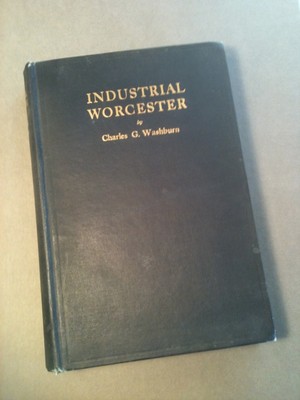 INDUSTRIAL
WORCESTER
by
Charles G. Washburn